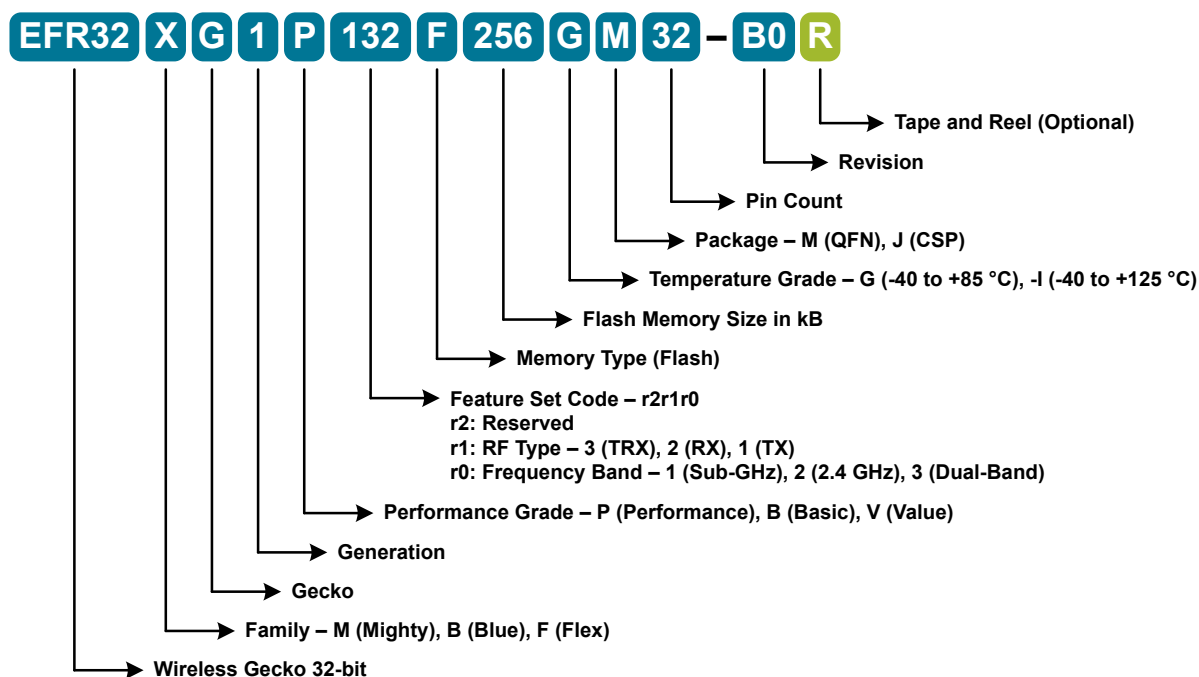 EFR32 X G 1 P 132 F 256 G M 32 – B0 R
Tape and Reel (Optional)
Revision
Pin Count
Package – M (QFN), J (CSP)
Temperature Grade – G (-40 to +85 °C), -I (-40 to +125 °C)
Flash Memory Size in kB
Memory Type (Flash)
Feature Set Code – r2r1r0
r2: Reserved
r1: RF Type – 3 (TRX), 2 (RX), 1 (TX)
r0: Frequency Band – 1 (Sub-GHz), 2 (2.4 GHz), 3 (Dual-Band)
Performance Grade – P (Performance), B (Basic), V (Value)
Generation
Gecko
Family – M (Mighty), B (Blue), F (Flex)
Wireless Gecko 32-bit